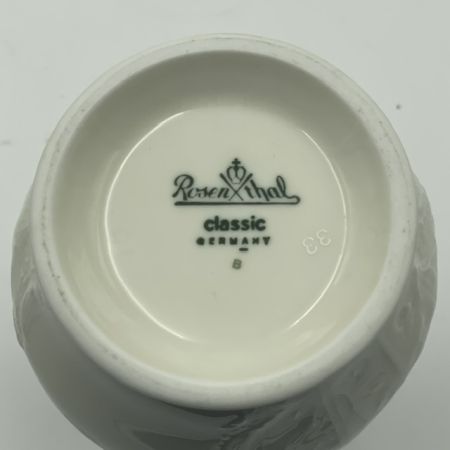 Rosenthal
classic
GERMANY
8
33